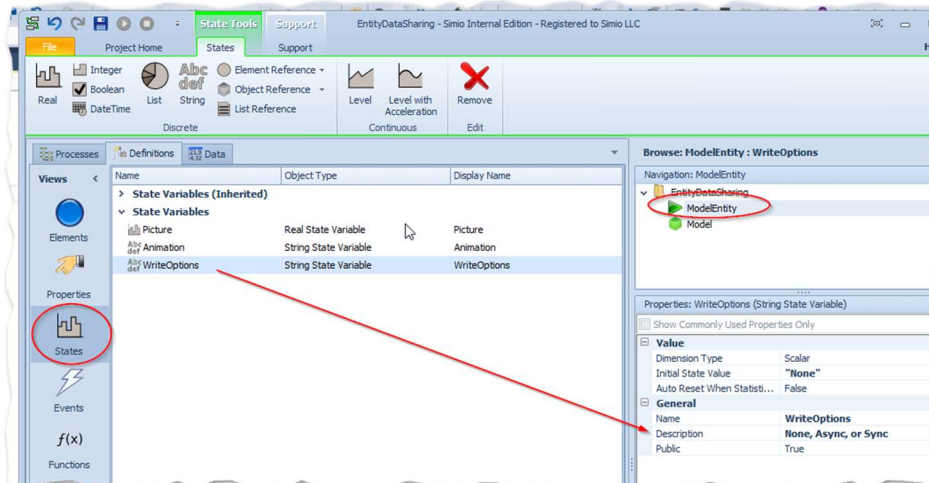 State Tools
Support
EntityDataSharing - Simio Internal Edition - Registered to Simio LLC
File
Project Home
States
Support
Real
Integer
Boolean
DateTime
List
Abc
def
String
Element Reference
Object Reference
List Reference
Discrete
Level
Level with
Acceleration
Continuous
Remove
Edit
Processes
Definitions
Data
Views
Elements
Properties
States
Events
f(x)
Functions
Name Object Type Display Name
State Variables (Inherited)
State Variables
Picture Real State Variable Picture
Abc
def Animation String State Variable Animation
Abc
def WriteOptions String State Variable WriteOptions
Browse: ModelEntity : WriteOptions
Navigation: ModelEntity
EntityDataSharing
ModelEntity
Model
Properties: WriteOptions (String State Variable)
Show Commonly Used Properties Only
Value
Dimension Type Scalar
Initial State Value "None"
Auto Reset When Statisti... False
General
Name WriteOptions
Description None, Async, or Sync
Public True